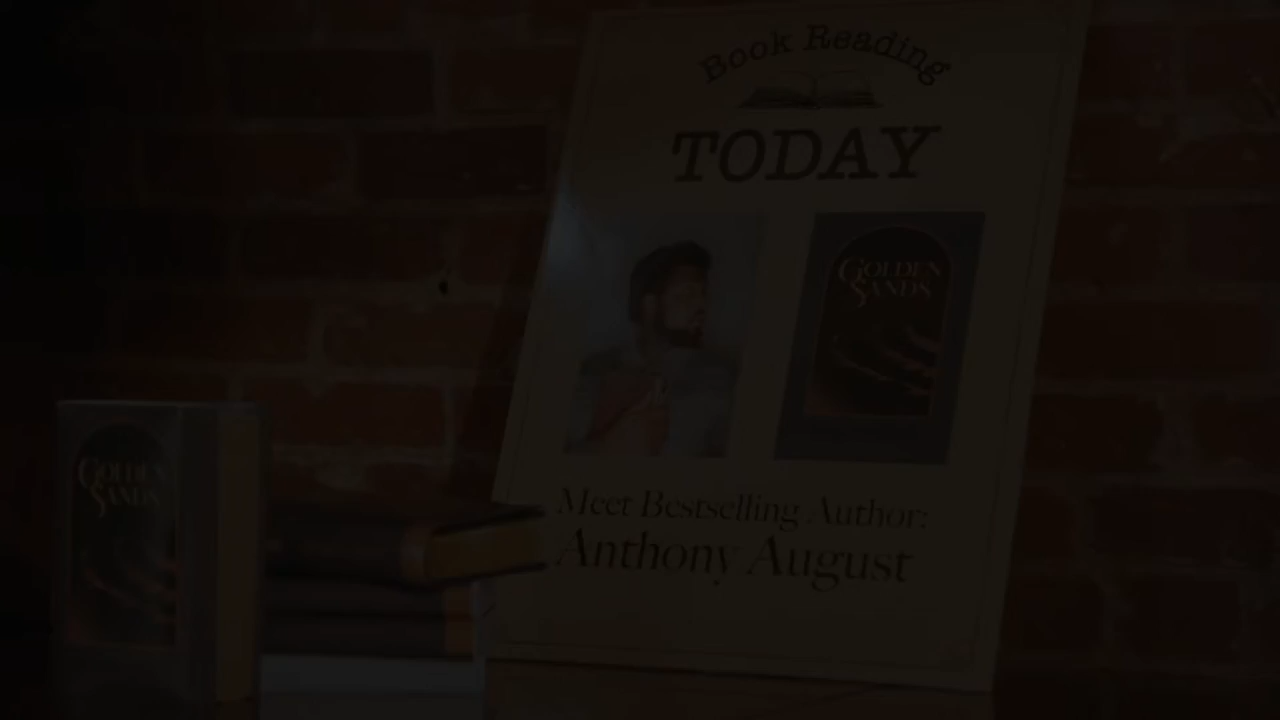 Book Reading
TODAY
GOLDEN
SANDS
Meet Bestselling Author:
Anthony August
GOLDEN
SANDS